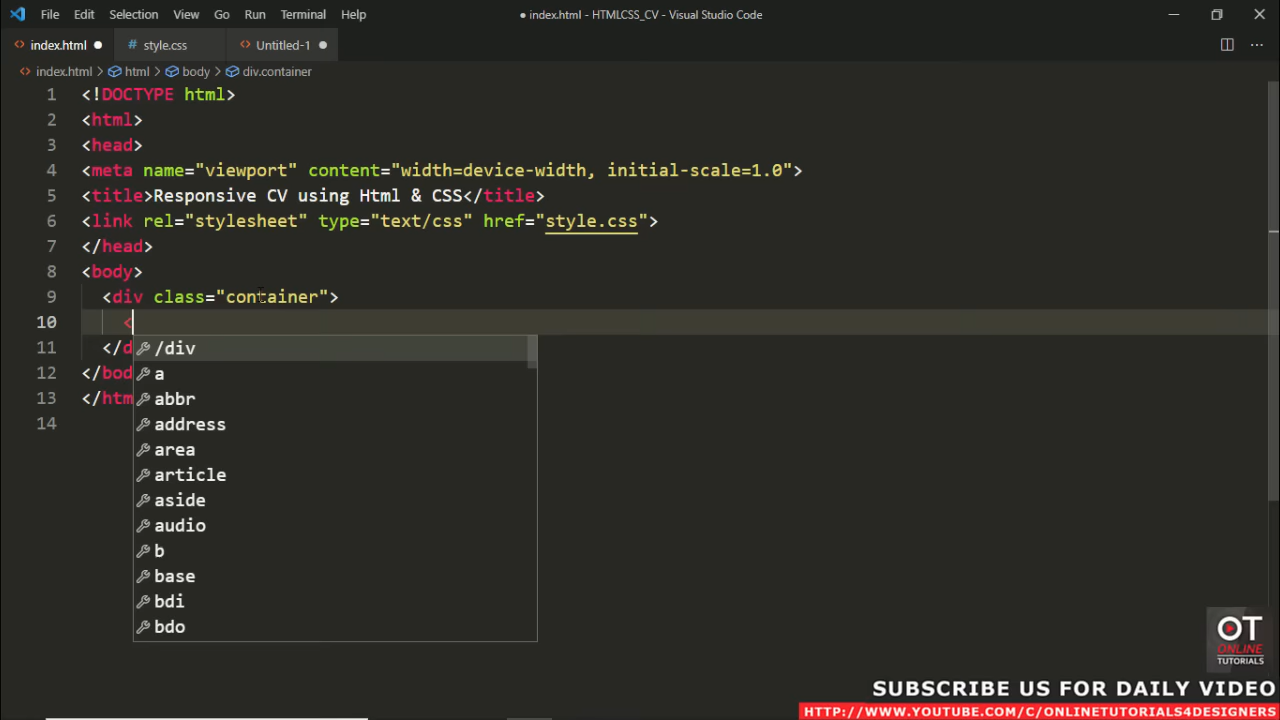 File Edit Selection View Go Run Terminal Help ● index.html - HTMLCSS_CV - Visual Studio Code
index.html style.css Untitled-1
index.html > html > body > div.container
1 <!DOCTYPE html>
2 <html>
3 <head>
4 <meta name="viewport" content="width=device-width, initial-scale=1.0">
5 <title>Responsive CV using Html & CSS</title>
6 <link rel="stylesheet" type="text/css" href="style.css">
7 </head>
8 <body>
9 <div class="container">
10 <
11 </d
12 </bod
13 </htm
14
/div
a
abbr
address
area
article
aside
audio
b
base
bdi
bdo
OT
ONLINE
TUTORIALS
SUBSCRIBE US FOR DAILY VIDEO
HTTP://WWW.YOUTUBE.COM/C/ONLINETUTORIALS4DESIGNERS